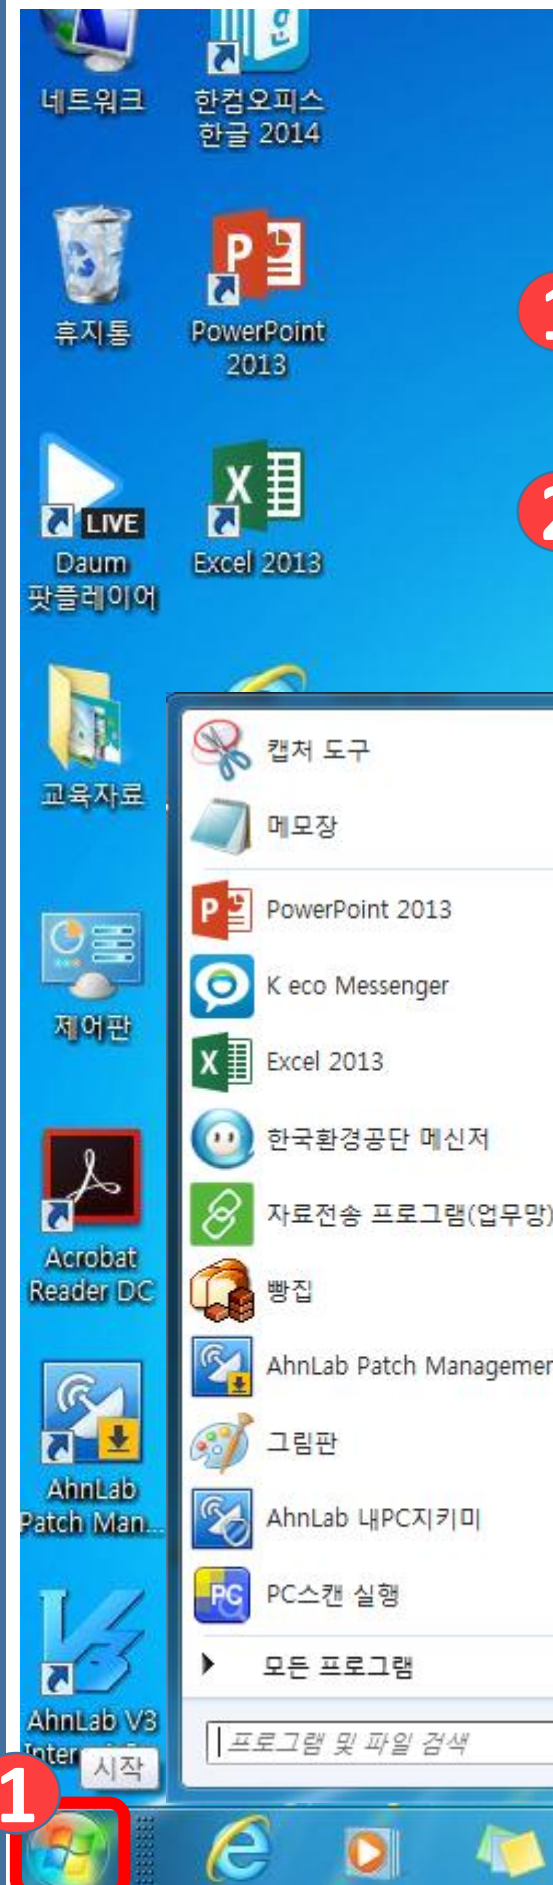 네트워크
한컴오피스
한글 2014
휴지통
PowerPoint
2013
1
LIVE
Daum
팟플레이어
Excel 2013
2
교육자료
제어판
Acrobat
Reader DC
AhnLab
Patch Man...
AhnLab V3
캡처 도구
메모장
PowerPoint 2013
K eco Messenger
Excel 2013
한국환경공단 메신저
자료전송 프로그램(업무망)
빵집
AhnLab Patch Managemen
그림판
AhnLab 내PC지키미
PC스캔 실행
모든 프로그램
프로그램 및 파일 검색
시작
1